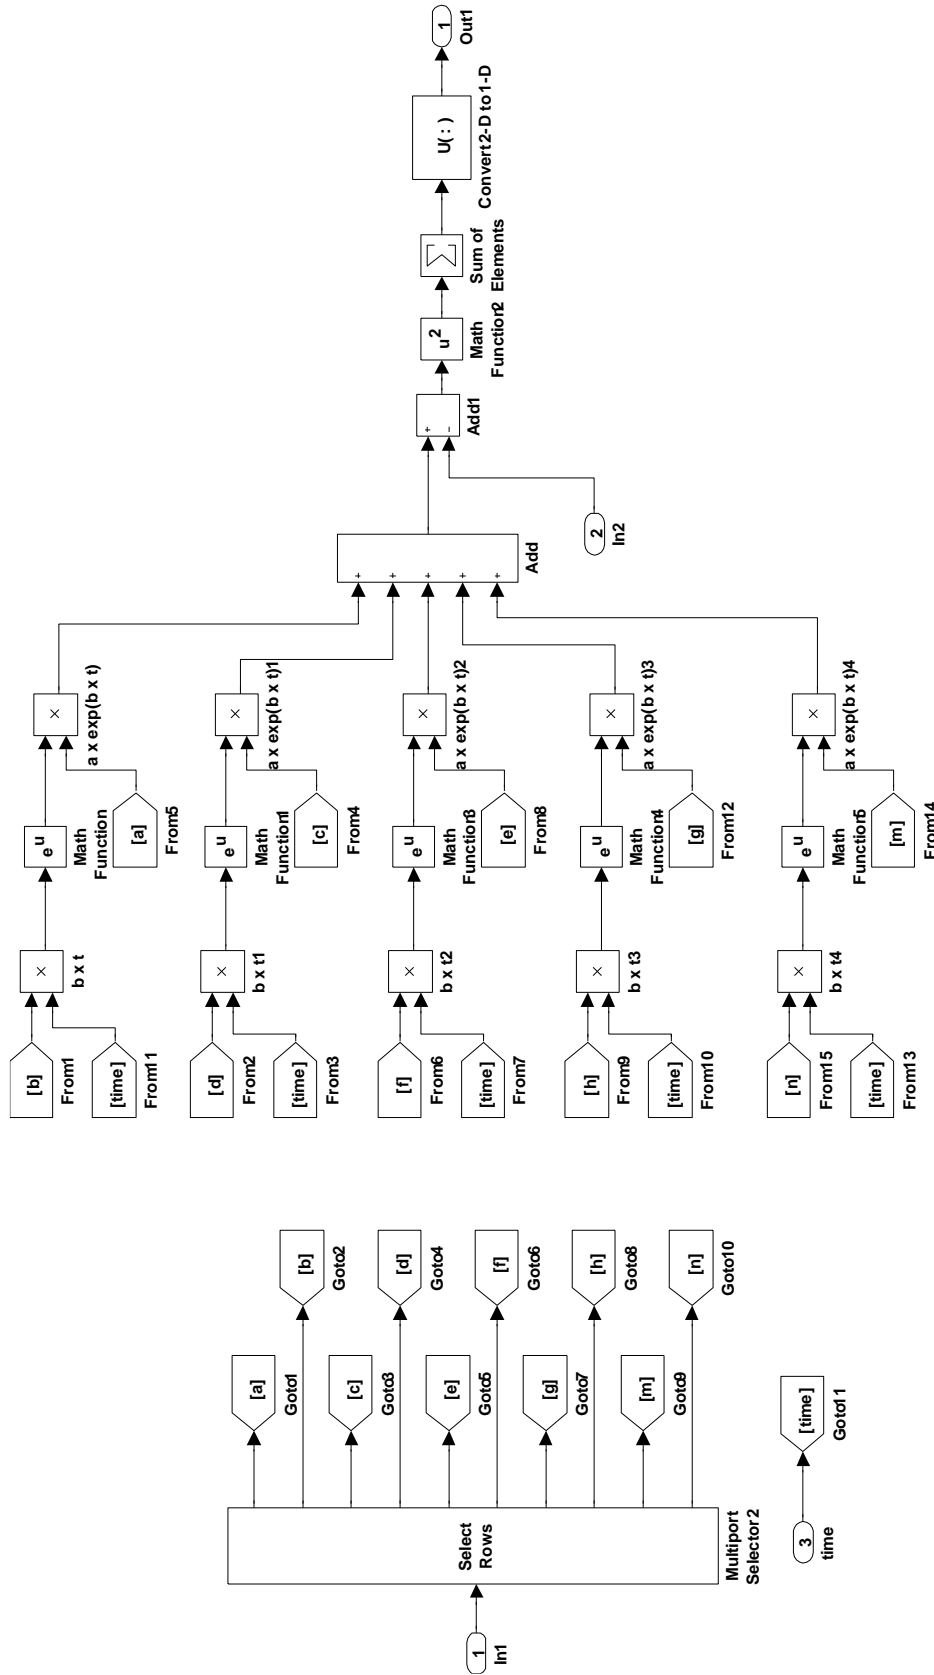 1
In1
Select
Rows
Multiport
Selector2
[a]
Goto1
[b]
Goto2
[c]
Goto3
[d]
Goto4
[e]
Goto5
[f]
Goto6
[g]
Goto7
[h]
Goto8
[m]
Goto9
[n]
Goto10
3
time
[time]
Goto11
[b]
From1
[time]
From11
×
b x t
e^u
Math
Function
[a]
From5
×
a x exp(b x t)
[d]
From2
[time]
From3
×
b x t1
e^u
Math
Function1
[c]
From4
×
a x exp(b x t)1
[f]
From6
[time]
From7
×
b x t2
e^u
Math
Function3
[e]
From8
×
a x exp(b x t)2
[h]
From9
[time]
From10
×
b x t3
e^u
Math
Function4
[g]
From12
×
a x exp(b x t)3
[n]
From15
[time]
From13
×
b x t4
e^u
Math
Function5
[m]
From14
×
a x exp(b x t)4
+
+
+
+
+
Add
2
In2
+
−
Add1
u^2
Math
Function2
Σ
Sum of
Elements
U( : )
Convert 2-D to 1-D
1
Out1